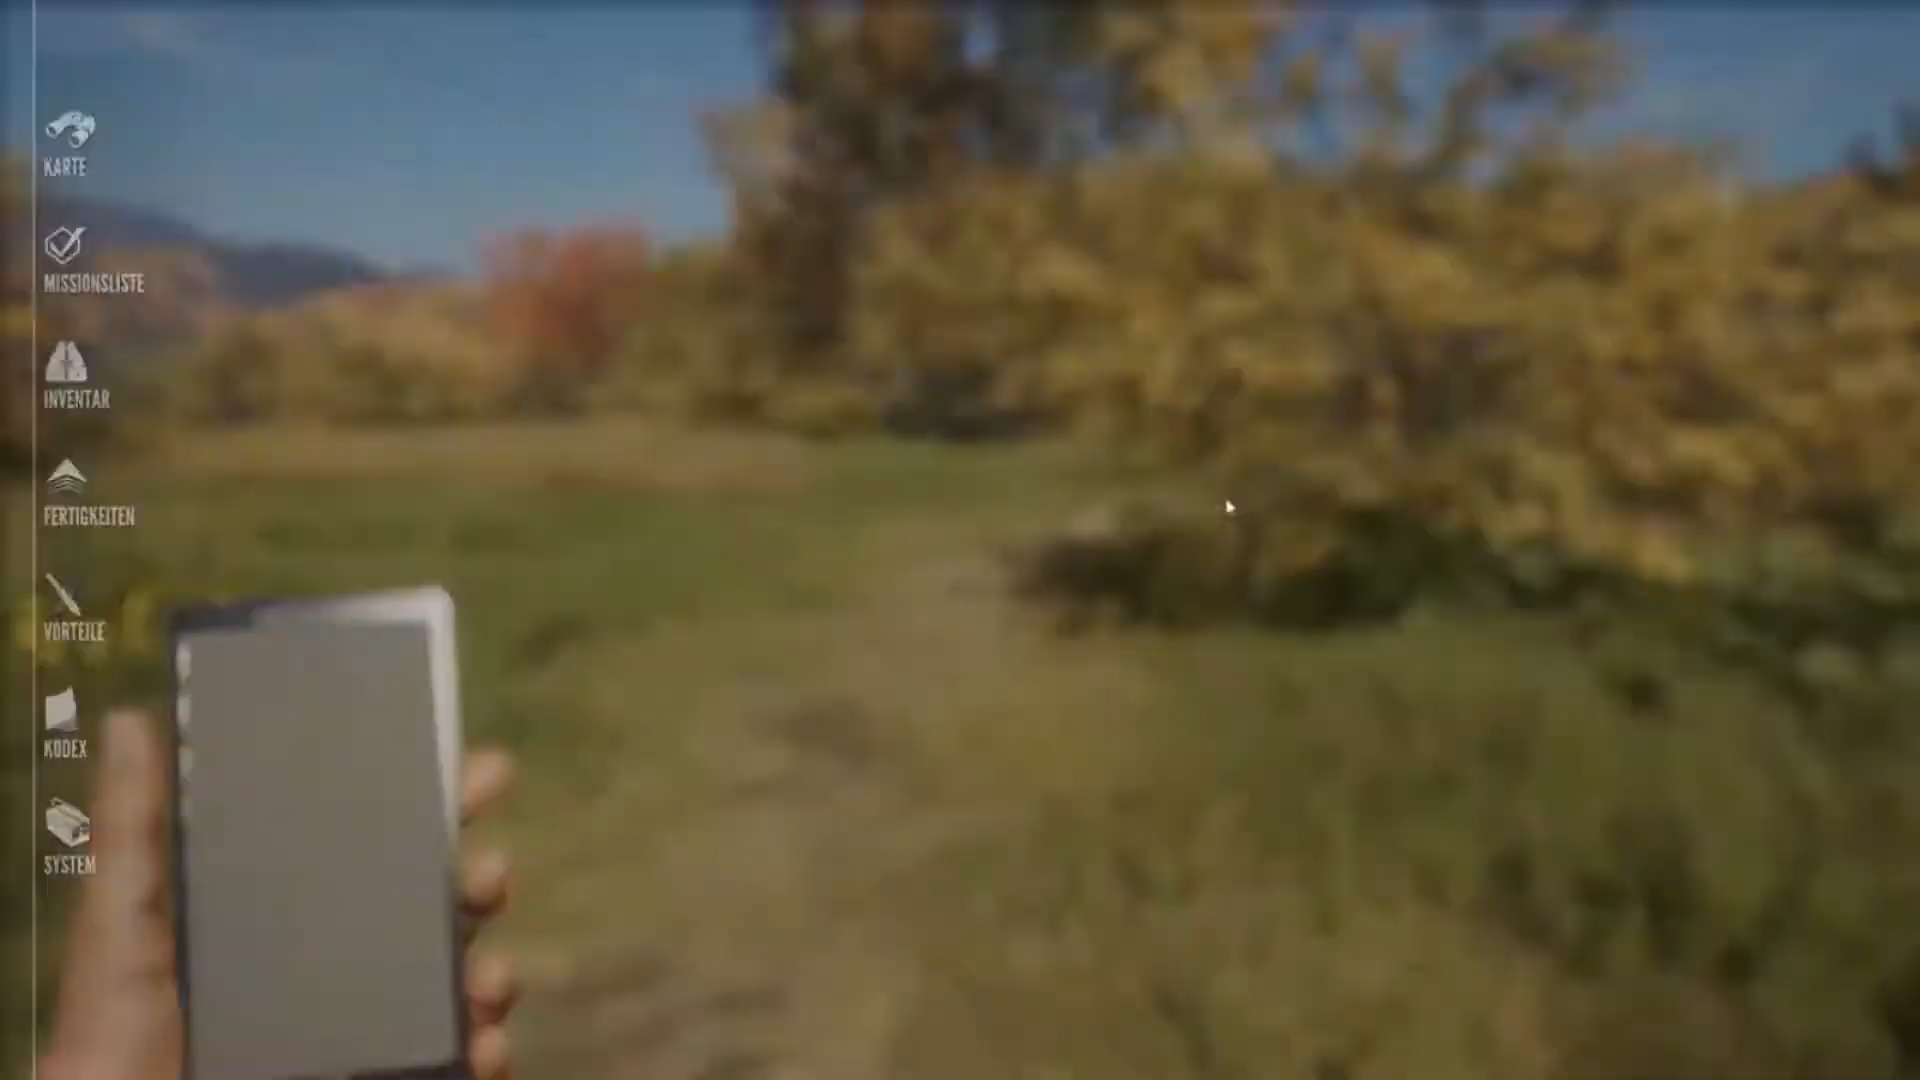 KARTE
MISSIONSLISTE
INVENTAR
FERTIGKEITEN
VORTEILE
KODEX
SYSTEM